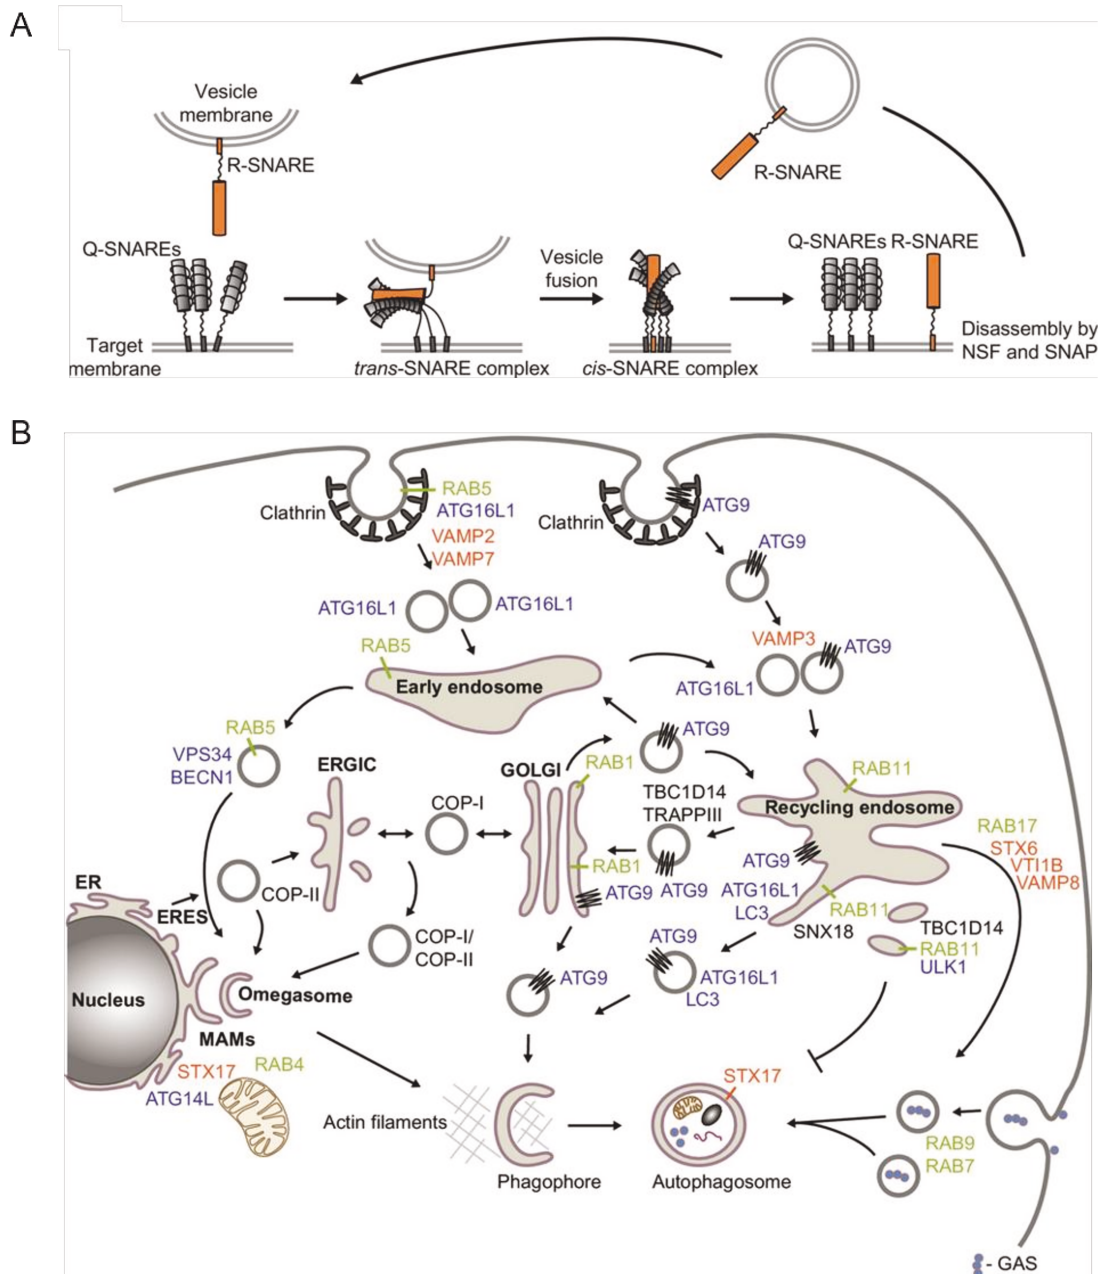 A
Vesicle
membrane
R-SNARE
R-SNARE
Q-SNAREs
Vesicle
fusion
Q-SNAREs R-SNARE
Target
membrane
trans-SNARE complex
cis-SNARE complex
Disassembly by
NSF and SNAP
B
Clathrin
RAB5
ATG16L1
VAMP2
VAMP7
Clathrin
ATG9
ATG9
ATG16L1
ATG16L1
RAB5
Early endosome
VAMP3
ATG9
ATG16L1
RAB5
VPS34
BECN1
ERGIC
COP-I
GOLGI
RAB1
ATG9
TBC1D14
TRAPPIII
RAB11
Recycling endosome
RAB17
STX6
VTI1B
VAMP8
ER
ERES
COP-II
RAB1
ATG9
ATG9
ATG9
ATG16L1
LC3
RAB11
SNX18
TBC1D14
RAB11
ULK1
COP-I/
COP-II
ATG9
ATG9
ATG16L1
LC3
Nucleus
Omegasome
MAMs
STX17
RAB4
ATG14L
Actin filaments
Phagophore
STX17
Autophagosome
RAB9
RAB7
- GAS